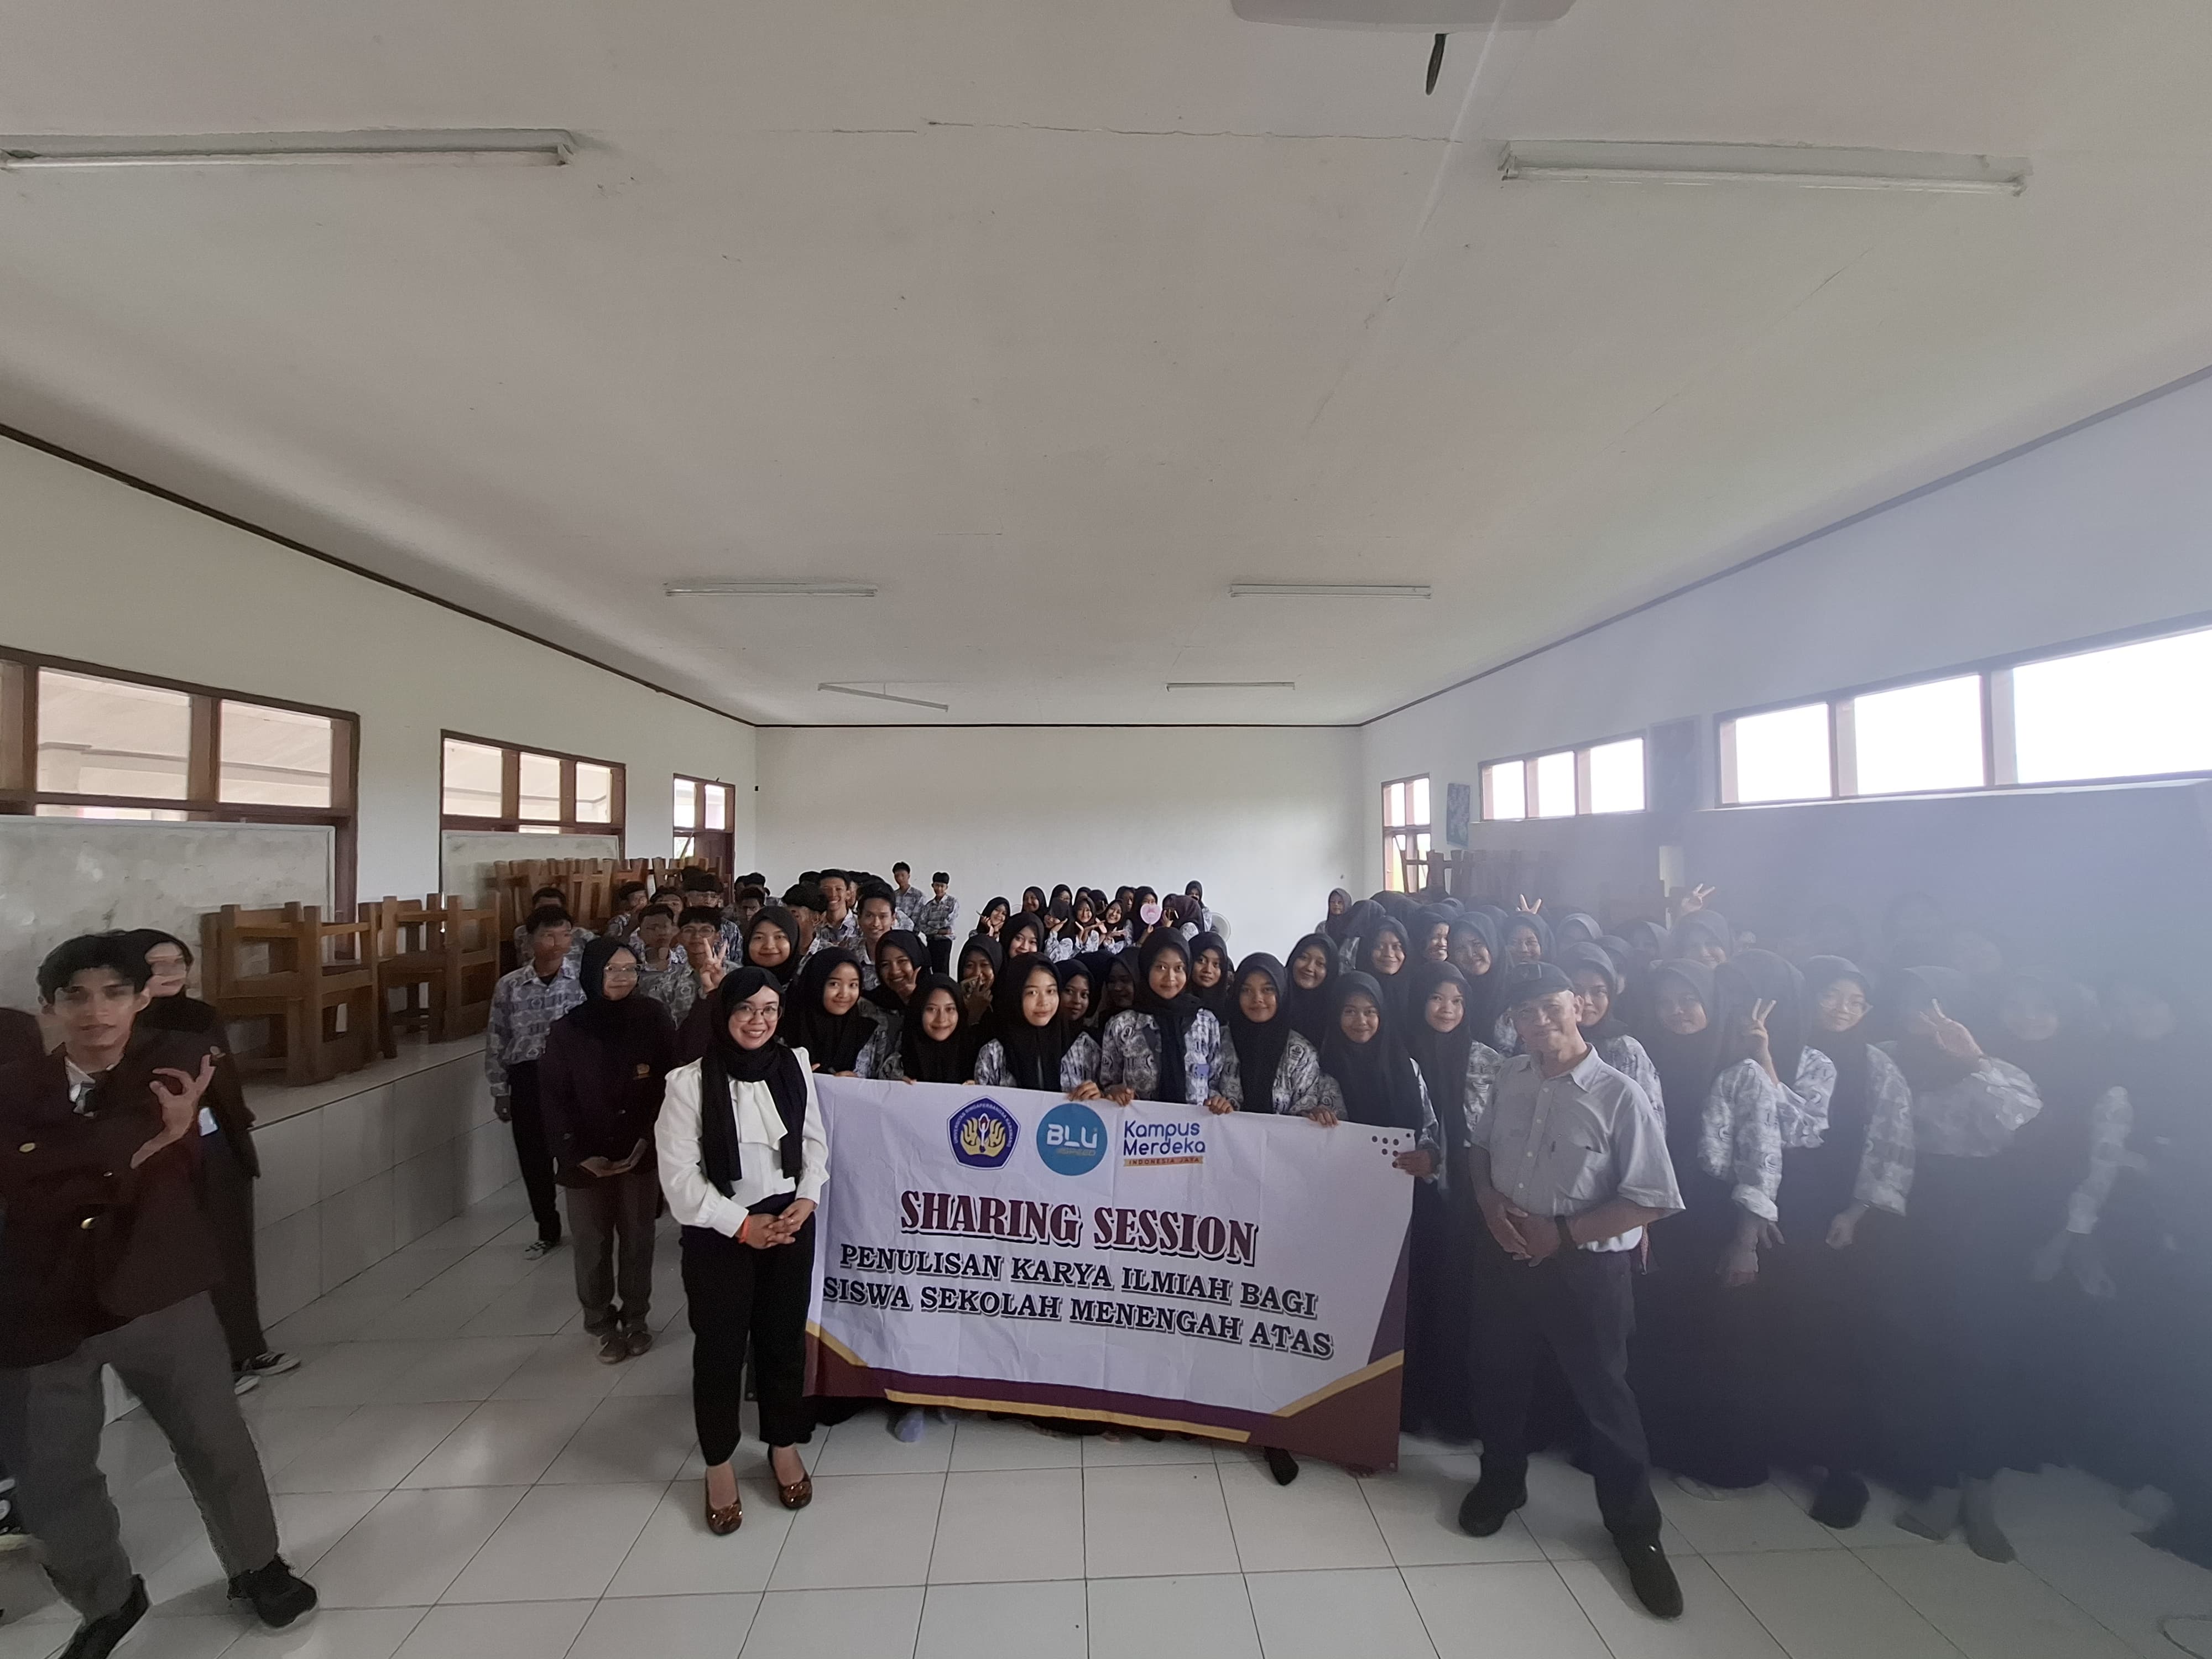 BLU
Kampus
Merdeka
INDONESIA JAYA
SHARING SESSION
PENULISAN KARYA ILMIAH BAGI
SISWA SEKOLAH MENENGAH ATAS